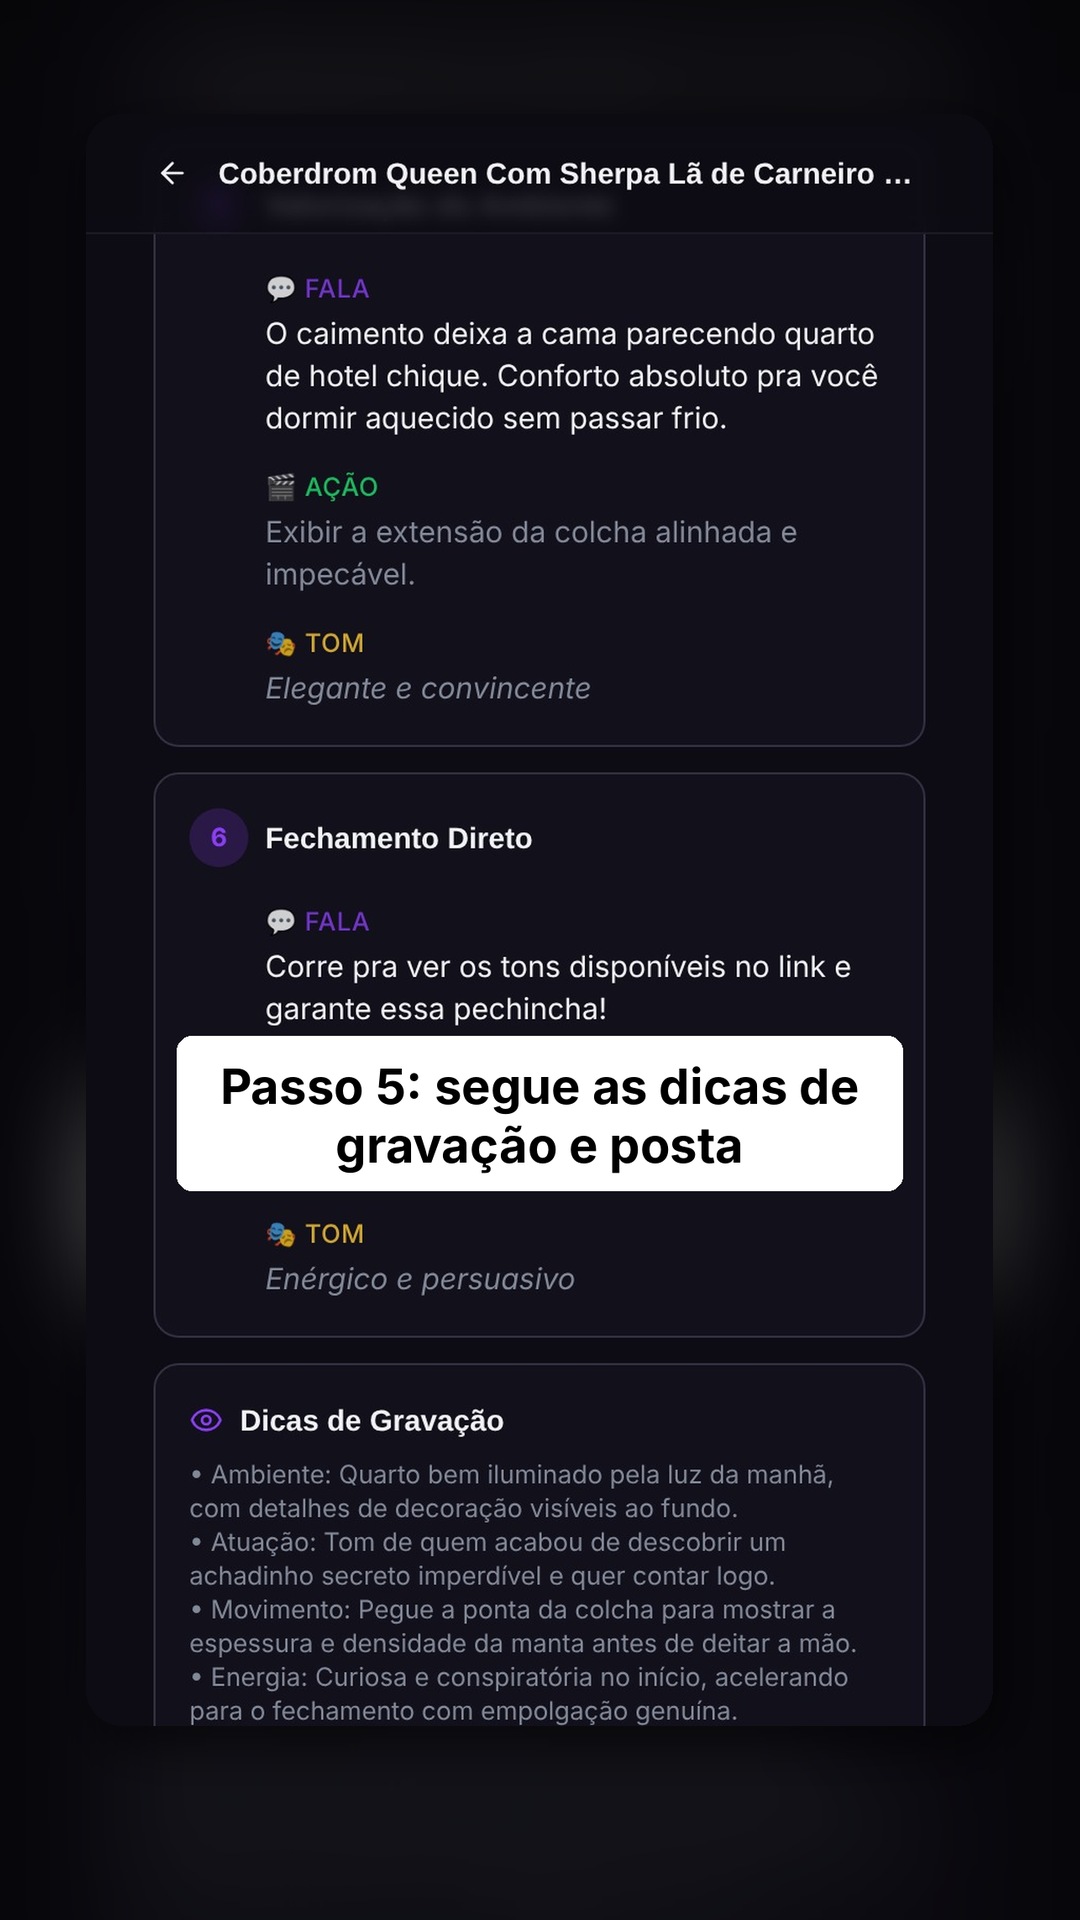 Coberdrom Queen Com Sherpa Lã de Carneiro ...
💬 FALA
O caimento deixa a cama parecendo quarto
de hotel chique. Conforto absoluto pra você
dormir aquecido sem passar frio.
🎬 AÇÃO
Exibir a extensão da colcha alinhada e
impecável.
🎭 TOM
Elegante e convincente
6 Fechamento Direto
💬 FALA
Corre pra ver os tons disponíveis no link e
garante essa pechincha!
Passo 5: segue as dicas de
gravação e posta
🎭 TOM
Enérgico e persuasivo
Dicas de Gravação
• Ambiente: Quarto bem iluminado pela luz da manhã,
com detalhes de decoração visíveis ao fundo.
• Atuação: Tom de quem acabou de descobrir um
achadinho secreto imperdível e quer contar logo.
• Movimento: Pegue a ponta da colcha para mostrar a
espessura e densidade da manta antes de deitar a mão.
• Energia: Curiosa e conspiratória no início, acelerando
para o fechamento com empolgação genuína.